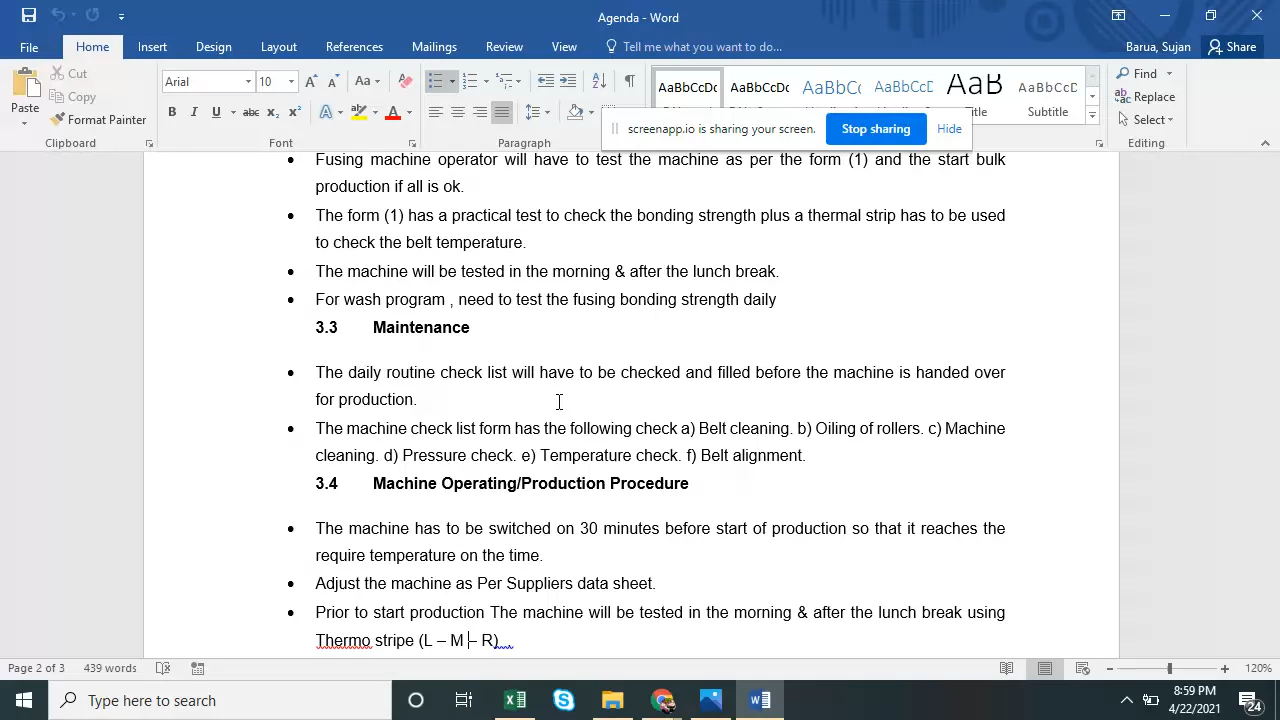 Agenda - Word
Barua, Sujan
Share
File Home Insert Design Layout References Mailings Review View Tell me what you want to do...
Paste
Cut
Copy
Format Painter
Clipboard
Arial 10
Font
Paragraph
AaBbCcDc AaBbCcDc AaBbCc AaBbCcD AaB AaBbCcD
Title Subtitle
Find
Replace
Select
Editing
screenapp.io is sharing your screen. Stop sharing Hide
Fusing machine operator will have to test the machine as per the form (1) and the start bulk
production if all is ok.
The form (1) has a practical test to check the bonding strength plus a thermal strip has to be used
to check the belt temperature.
The machine will be tested in the morning & after the lunch break.
For wash program , need to test the fusing bonding strength daily
3.3 Maintenance
The daily routine check list will have to be checked and filled before the machine is handed over
for production.
The machine check list form has the following check a) Belt cleaning. b) Oiling of rollers. c) Machine
cleaning. d) Pressure check. e) Temperature check. f) Belt alignment.
3.4 Machine Operating/Production Procedure
The machine has to be switched on 30 minutes before start of production so that it reaches the
require temperature on the time.
Adjust the machine as Per Suppliers data sheet.
Prior to start production The machine will be tested in the morning & after the lunch break using
Thermo stripe (L – M – R)
Page 2 of 3 439 words 120%
Type here to search
8:59 PM
4/22/2021
24